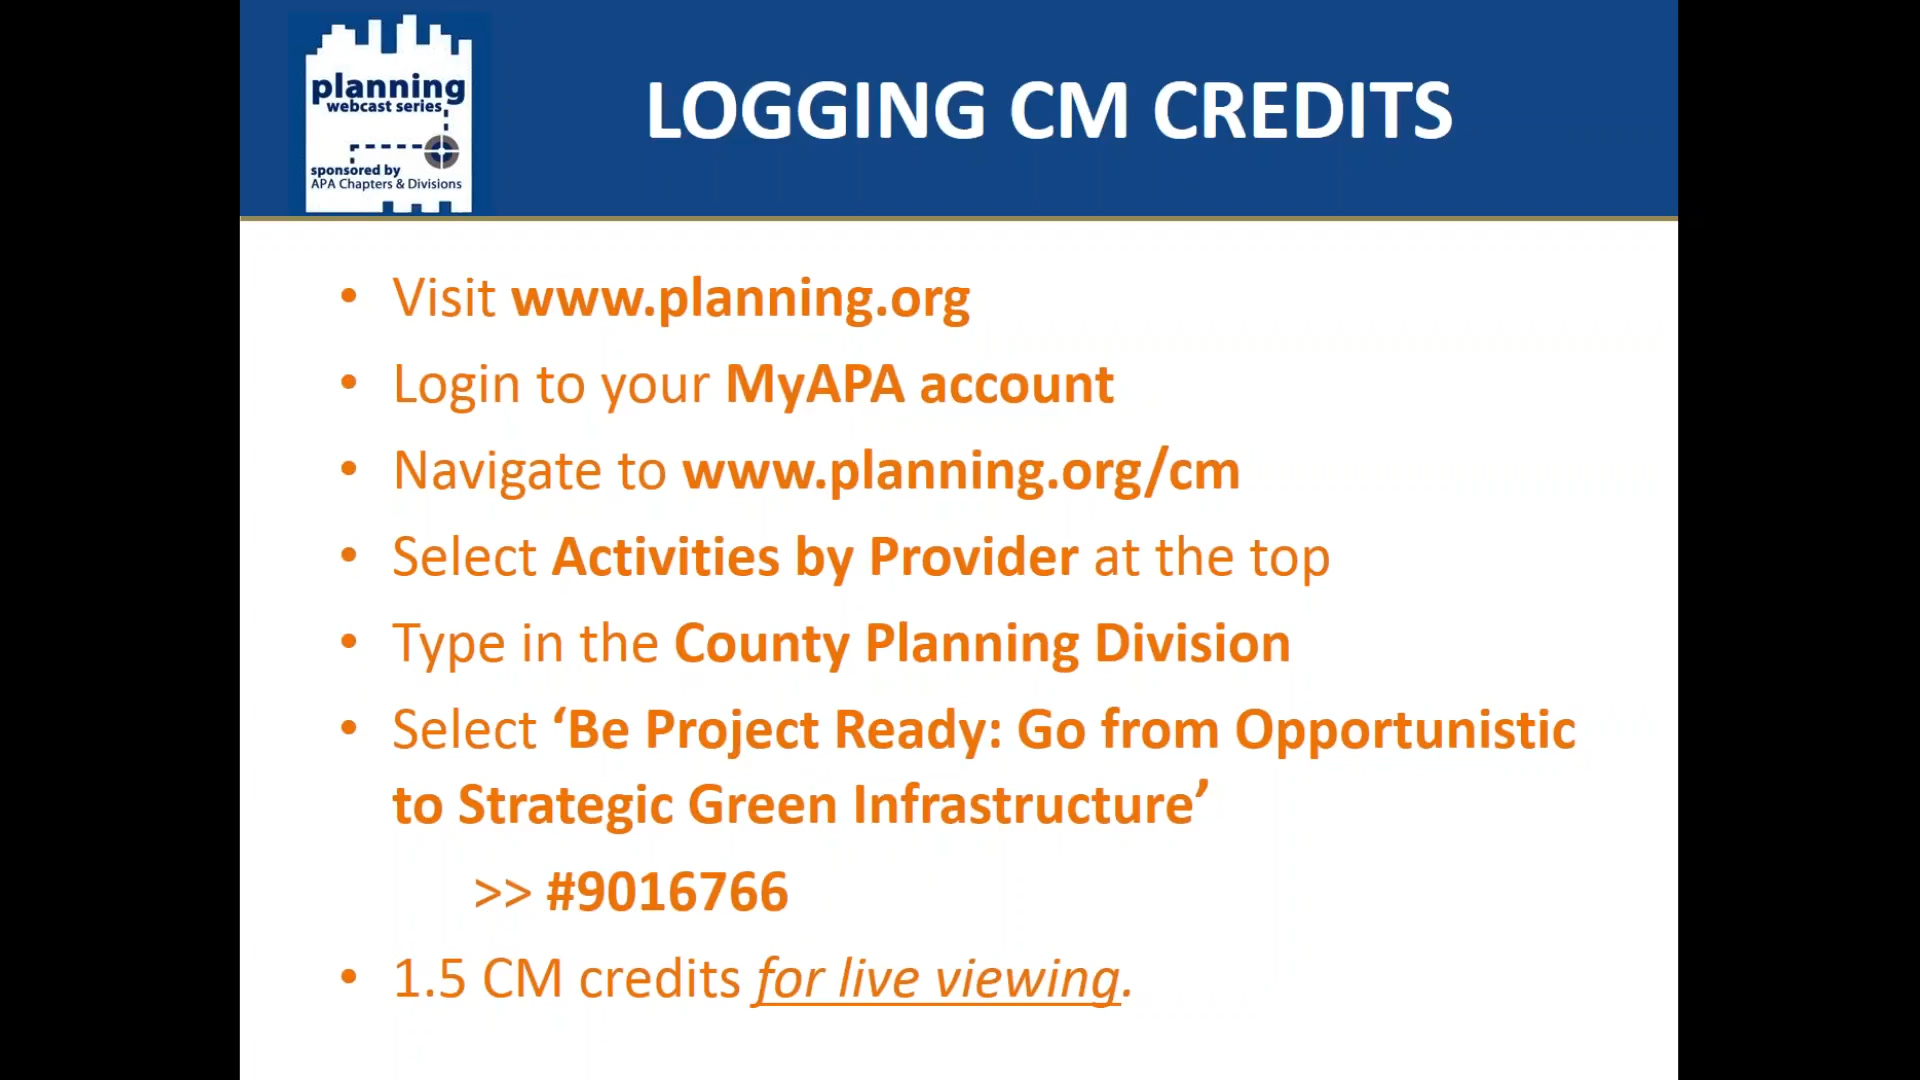 planning
webcast series
sponsored by
APA Chapters & Divisions
LOGGING CM CREDITS
• Visit www.planning.org
• Login to your MyAPA account
• Navigate to www.planning.org/cm
• Select Activities by Provider at the top
• Type in the County Planning Division
• Select ‘Be Project Ready: Go from Opportunistic
to Strategic Green Infrastructure’
>> #9016766
• 1.5 CM credits for live viewing.